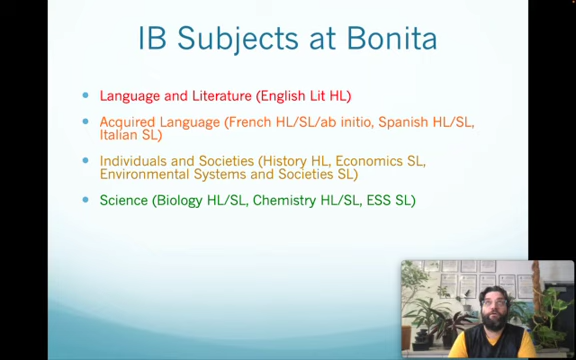 IB Subjects at Bonita
Language and Literature (English Lit HL)
Acquired Language (French HL/SL/ab initio, Spanish HL/SL,
Italian SL)
Individuals and Societies (History HL, Economics SL,
Environmental Systems and Societies SL)
Science (Biology HL/SL, Chemistry HL/SL, ESS SL)